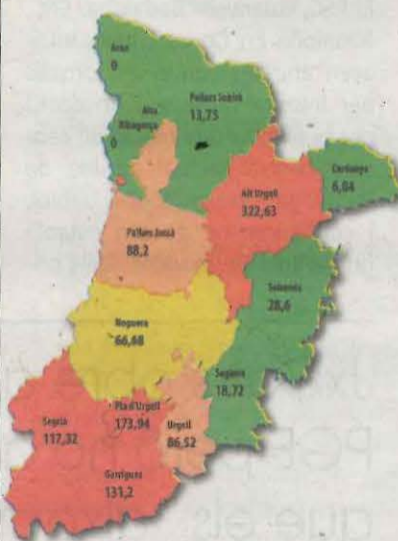 Aran
0
Pallars Sobirà
13,75
Alta
Ribagorça
0
Cerdanya
6,04
Alt Urgell
322,63
Pallars Jussà
88,2
Solsonès
28,6
Noguera
66,68
Segarra
18,72
Pla d'Urgell
173,94
Urgell
86,52
Segrià
117,32
Garrigues
131,2